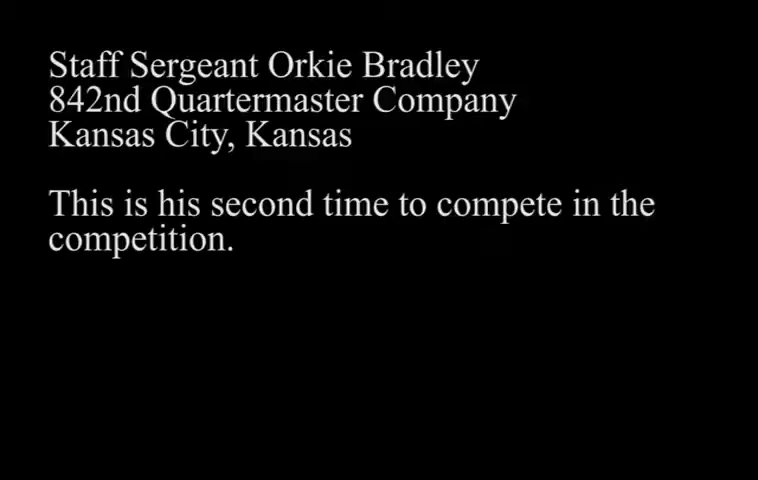 Staff Sergeant Orkie Bradley
842nd Quartermaster Company
Kansas City, Kansas
This is his second time to compete in the
competition.